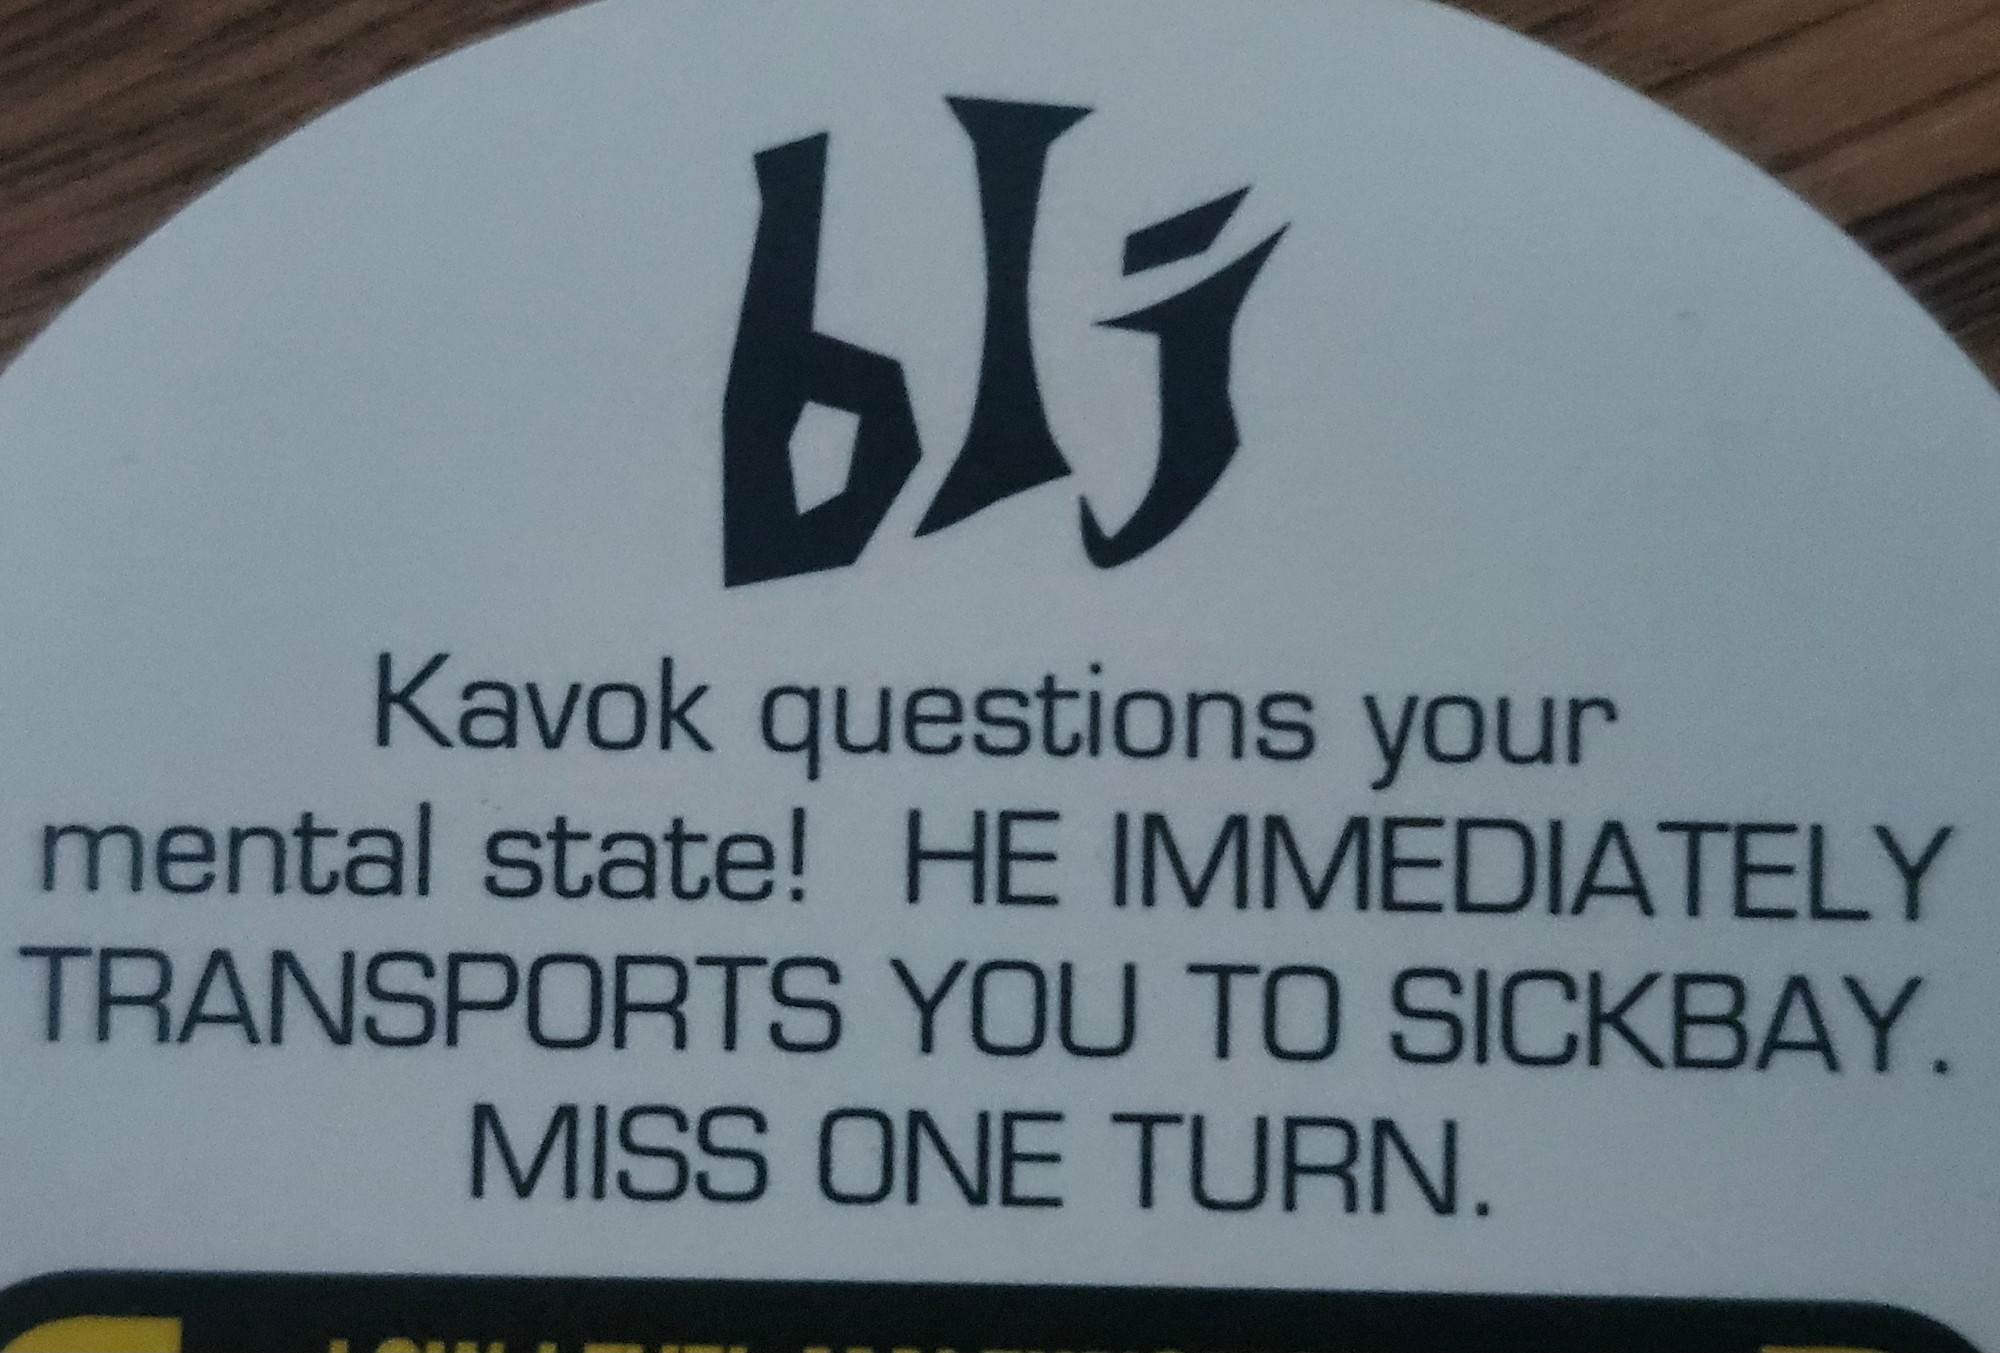 bIj
Kavok questions your
mental state!  HE IMMEDIATELY
TRANSPORTS YOU TO SICKBAY.
MISS ONE TURN.